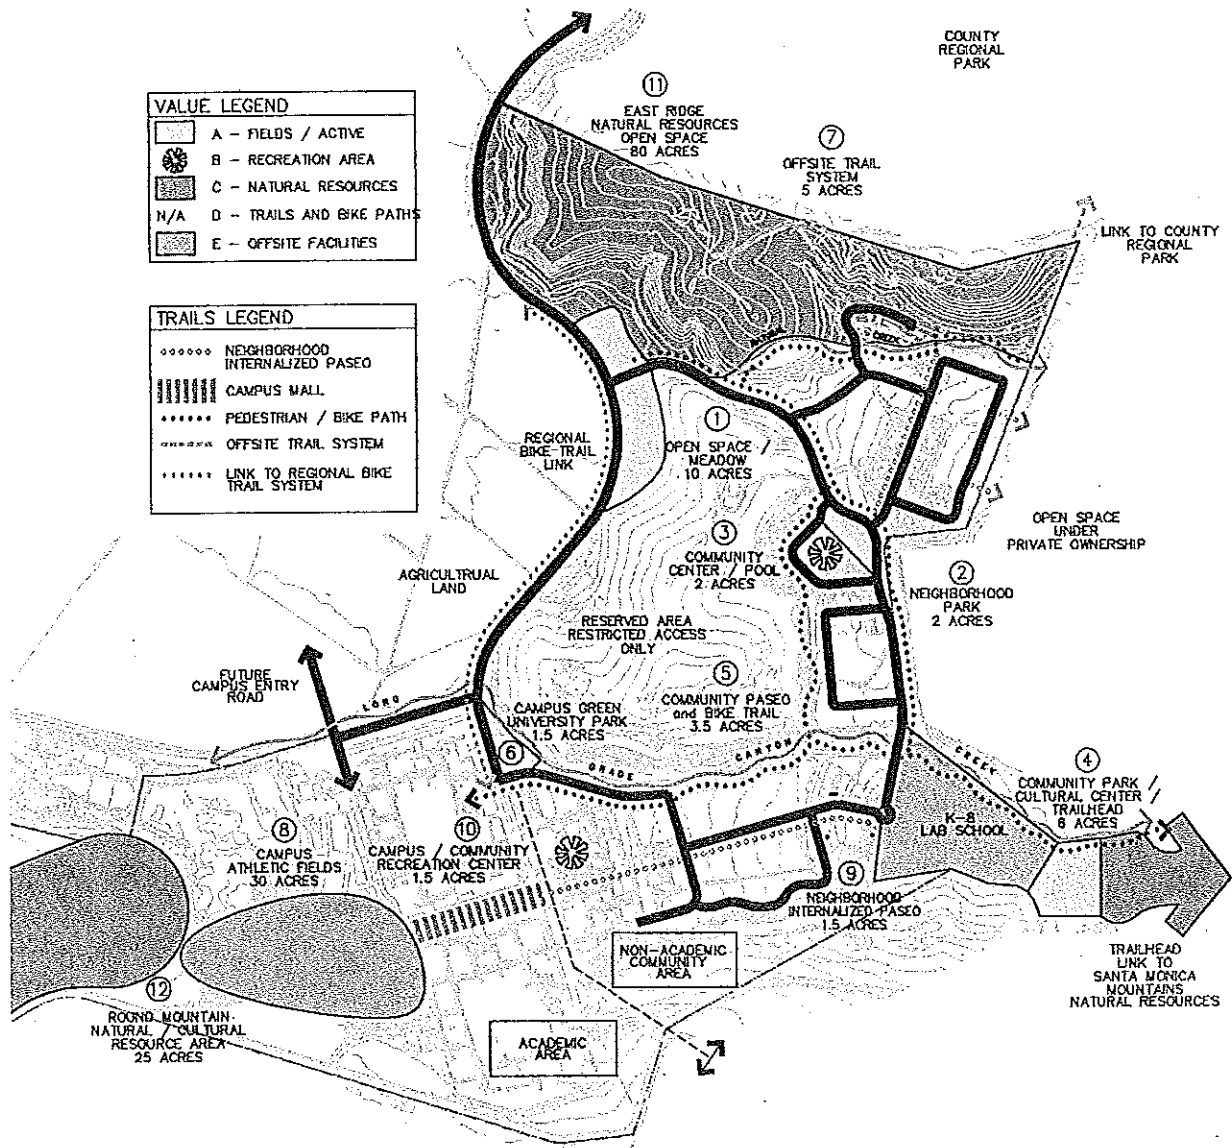 COUNTY
REGIONAL
PARK
11
EAST RIDGE
NATURAL RESOURCES
OPEN SPACE
80 ACRES
7
OFFSITE TRAIL
SYSTEM
5 ACRES
LINK TO COUNTY
REGIONAL
PARK
VALUE LEGEND
A - FIELDS / ACTIVE
B - RECREATION AREA
C - NATURAL RESOURCES
N/A D - TRAILS AND BIKE PATHS
E - OFFSITE FACILITIES
TRAILS LEGEND
NEIGHBORHOOD
INTERNALIZED PASEO
CAMPUS MALL
PEDESTRIAN / BIKE PATH
OFFSITE TRAIL SYSTEM
LINK TO REGIONAL BIKE
TRAIL SYSTEM
CREEK
1
OPEN SPACE /
MEADOW
10 ACRES
REGIONAL
BIKE-TRAIL
LINK
3
COMMUNITY
CENTER / POOL
2 ACRES
OPEN SPACE
UNDER
PRIVATE OWNERSHIP
2
NEIGHBORHOOD
PARK
2 ACRES
AGRICULTRUAL
LAND
RESERVED AREA
RESTRICTED ACCESS
ONLY
FUTURE
CAMPUS ENTRY
ROAD
LONG
GRADE
CANYON
CREEK
5
COMMUNITY PASEO
and BIKE TRAIL
3.5 ACRES
CAMPUS GREEN
UNIVERSITY PARK
1.5 ACRES
6
4
COMMUNITY PARK /
CULTURAL CENTER /
TRAILHEAD
6 ACRES
K-8
LAB SCHOOL
8
CAMPUS
ATHLETIC FIELDS
30 ACRES
10
CAMPUS / COMMUNITY
RECREATION CENTER
1.5 ACRES
9
NEIGHBORHOOD
INTERNALIZED PASEO
1.5 ACRES
NON-ACADEMIC
COMMUNITY
AREA
TRAILHEAD
LINK TO
SANTA MONICA
MOUNTAINS
NATURAL RESOURCES
12
ROUND MOUNTAIN
NATURAL / CULTURAL
RESOURCE AREA
25 ACRES
ACADEMIC
AREA